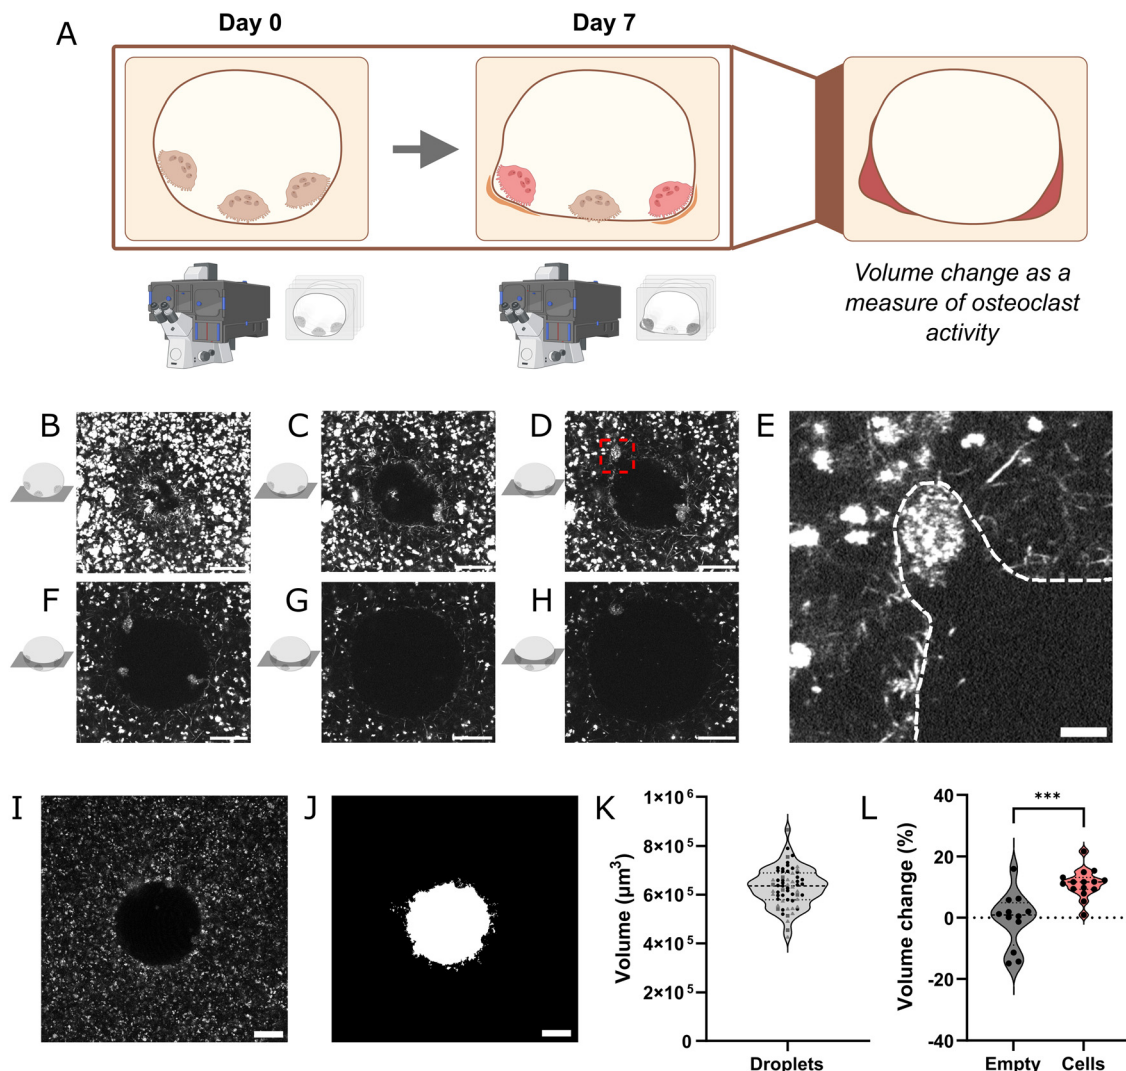 A
Day 0
Day 7
Volume change as a
measure of osteoclast
activity
B
C
D
E
F
G
H
I
J
K
1×10⁶
8×10⁵
6×10⁵
4×10⁵
2×10⁵
0
Volume (μm³)
Droplets
L
***
40
20
0
-20
-40
Volume change (%)
Empty
Cells